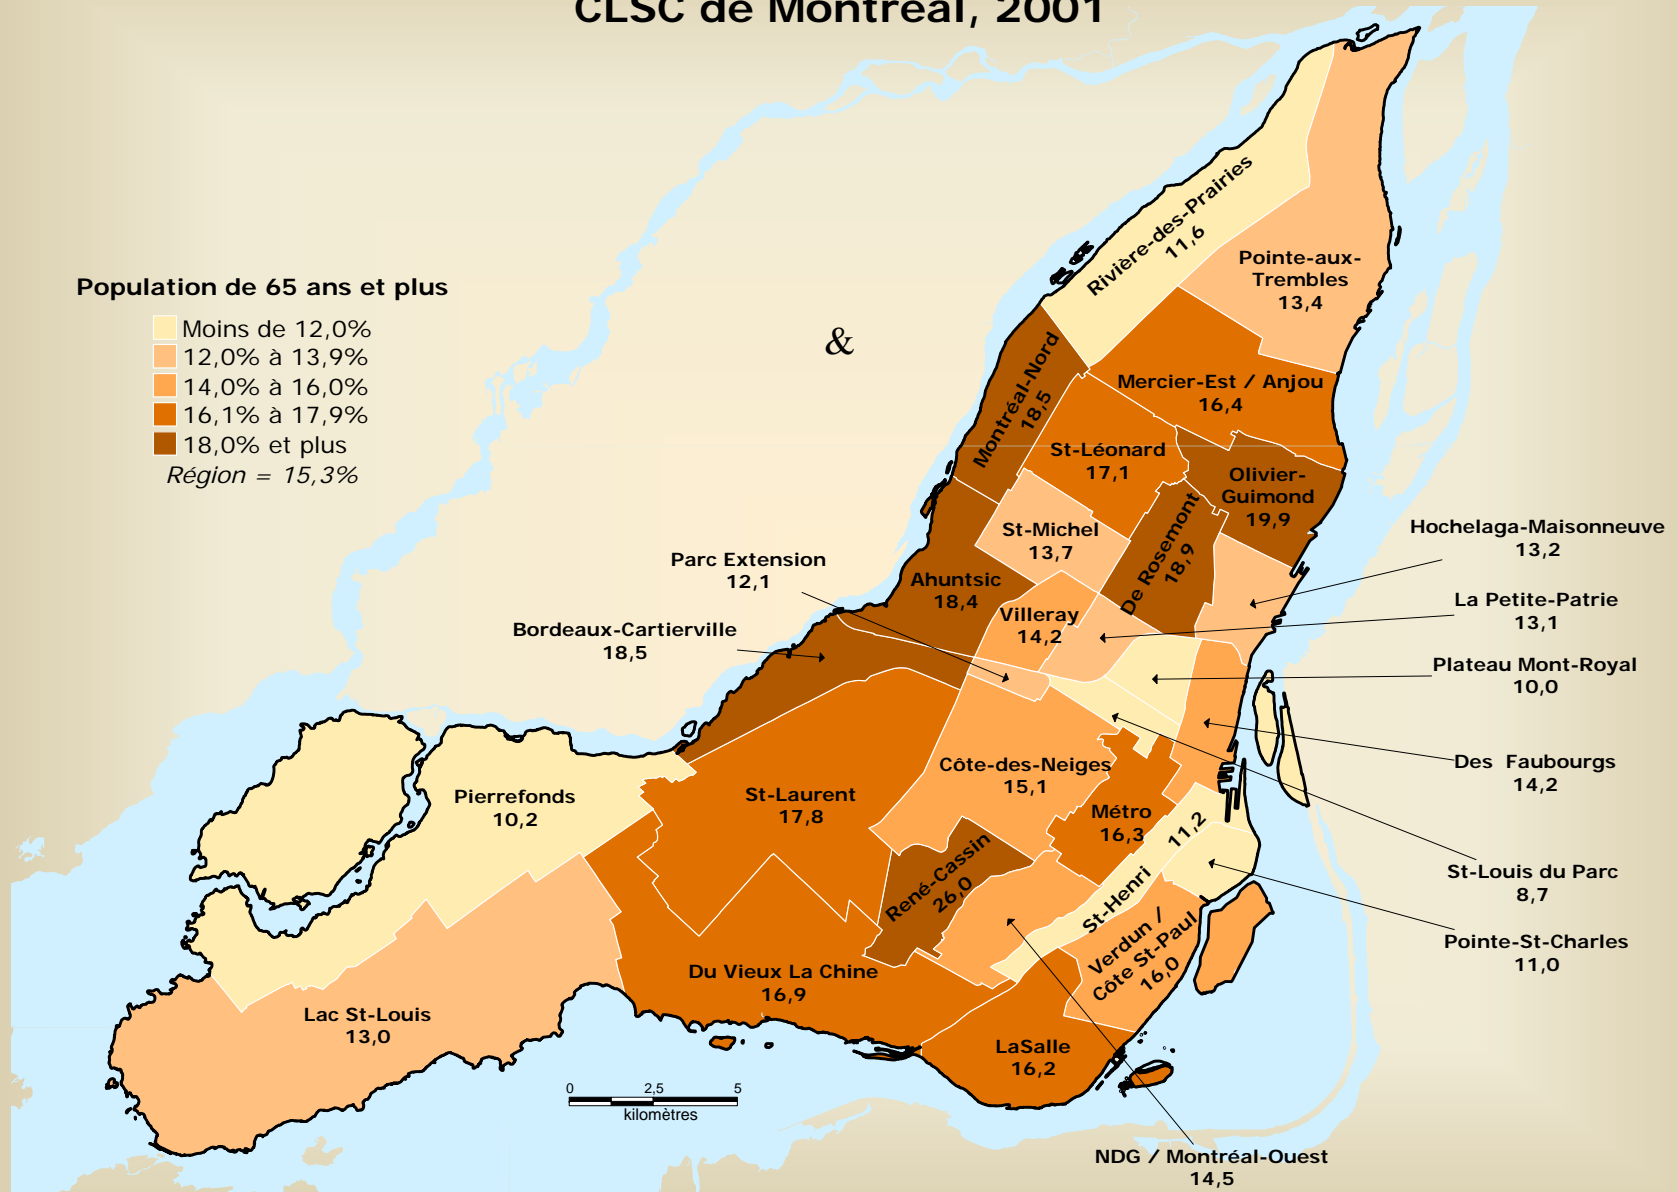 CLSC de Montréal, 2001
Population de 65 ans et plus
Moins de 12,0%
12,0% à 13,9%
14,0% à 16,0%
16,1% à 17,9%
18,0% et plus
Région = 15,3%
&
Rivière-des-Prairies
11,6
Pointe-aux-
Trembles
13,4
Montréal-Nord
18,5
Mercier-Est / Anjou
16,4
St-Léonard
17,1
Olivier-
Guimond
19,9
De Rosemont
18,9
St-Michel
13,7
Hochelaga-Maisonneuve
13,2
Parc Extension
12,1
Ahuntsic
18,4
Villeray
14,2
La Petite-Patrie
13,1
Bordeaux-Cartierville
18,5
Plateau Mont-Royal
10,0
Des Faubourgs
14,2
Côte-des-Neiges
15,1
Pierrefonds
10,2
St-Laurent
17,8
Métro
16,3
St-Henri 11,2
St-Louis du Parc
8,7
René-Cassin
26,0
Pointe-St-Charles
11,0
Verdun /
Côte St-Paul
16,0
Du Vieux La Chine
16,9
Lac St-Louis
13,0
LaSalle
16,2
0 2,5 5
kilomètres
NDG / Montréal-Ouest
14,5